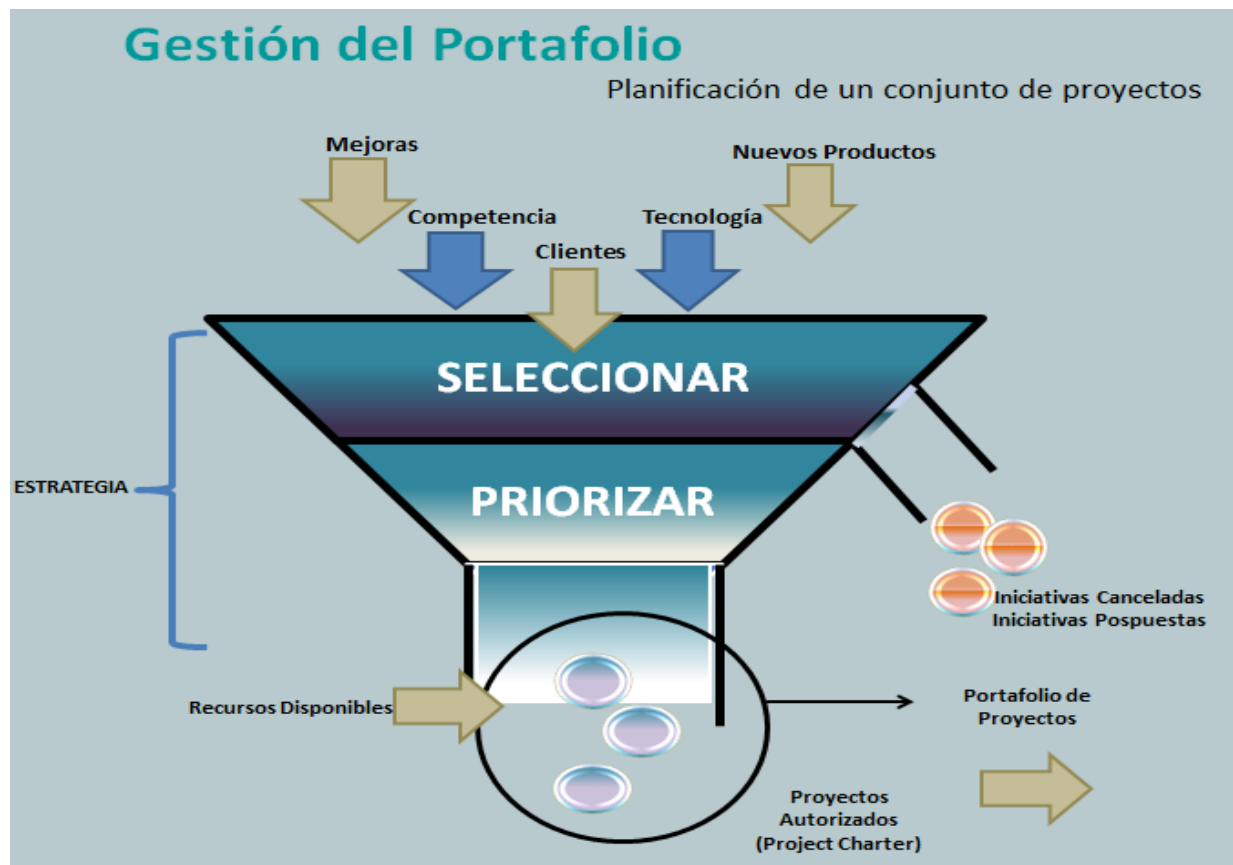 Gestión del Portafolio
Planificación de un conjunto de proyectos
Mejoras
Nuevos Productos
Competencia
Tecnología
Clientes
SELECCIONAR
ESTRATEGIA
PRIORIZAR
Iniciativas Canceladas
Iniciativas Pospuestas
Recursos Disponibles
Portafolio de
Proyectos
Proyectos
Autorizados
(Project Charter)